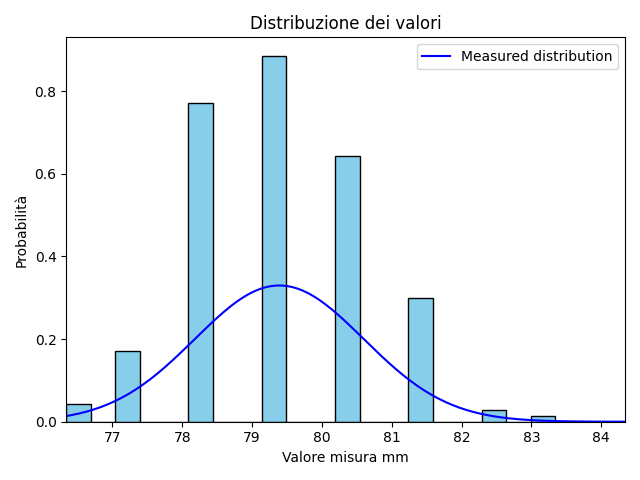 Distribuzione dei valori
Measured distribution
Probabilità
0.8
0.6
0.4
0.2
0.0
77 78 79 80 81 82 83 84
Valore misura mm